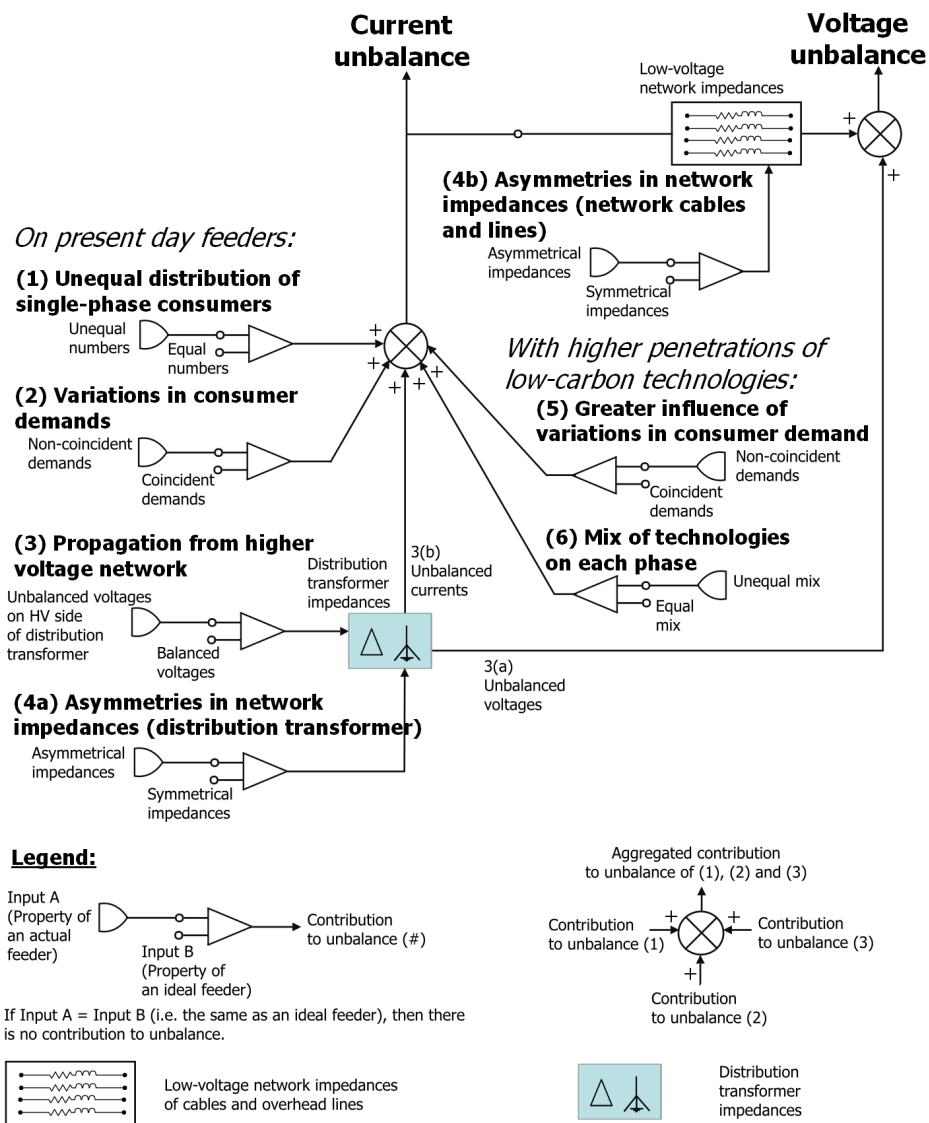 Current
unbalance
Voltage
unbalance
Low-voltage
network impedances
+
+
(4b) Asymmetries in network
impedances (network cables
and lines)
Asymmetrical
impedances
Symmetrical
impedances
On present day feeders:
(1) Unequal distribution of
single-phase consumers
Unequal
numbers
Equal
numbers
+
+
+
+
+
(2) Variations in consumer
demands
Non-coincident
demands
Coincident
demands
With higher penetrations of
low-carbon technologies:
(5) Greater influence of
variations in consumer demand
Non-coincident
demands
Coincident
demands
(6) Mix of technologies
on each phase
Unequal mix
Equal
mix
(3) Propagation from higher
voltage network
Unbalanced voltages
on HV side
of distribution
transformer
Balanced
voltages
Distribution
transformer
impedances
3(b)
Unbalanced
currents
3(a)
Unbalanced
voltages
(4a) Asymmetries in network
impedances (distribution transformer)
Asymmetrical
impedances
Symmetrical
impedances
Legend:
Input A
(Property of
an actual
feeder)
Input B
(Property of
an ideal feeder)
Contribution
to unbalance (#)
If Input A = Input B (i.e. the same as an ideal feeder), then there
is no contribution to unbalance.
Aggregated contribution
to unbalance of (1), (2) and (3)
Contribution
to unbalance (1)
+
+
+
Contribution
to unbalance (3)
Contribution
to unbalance (2)
Low-voltage network impedances
of cables and overhead lines
Distribution
transformer
impedances